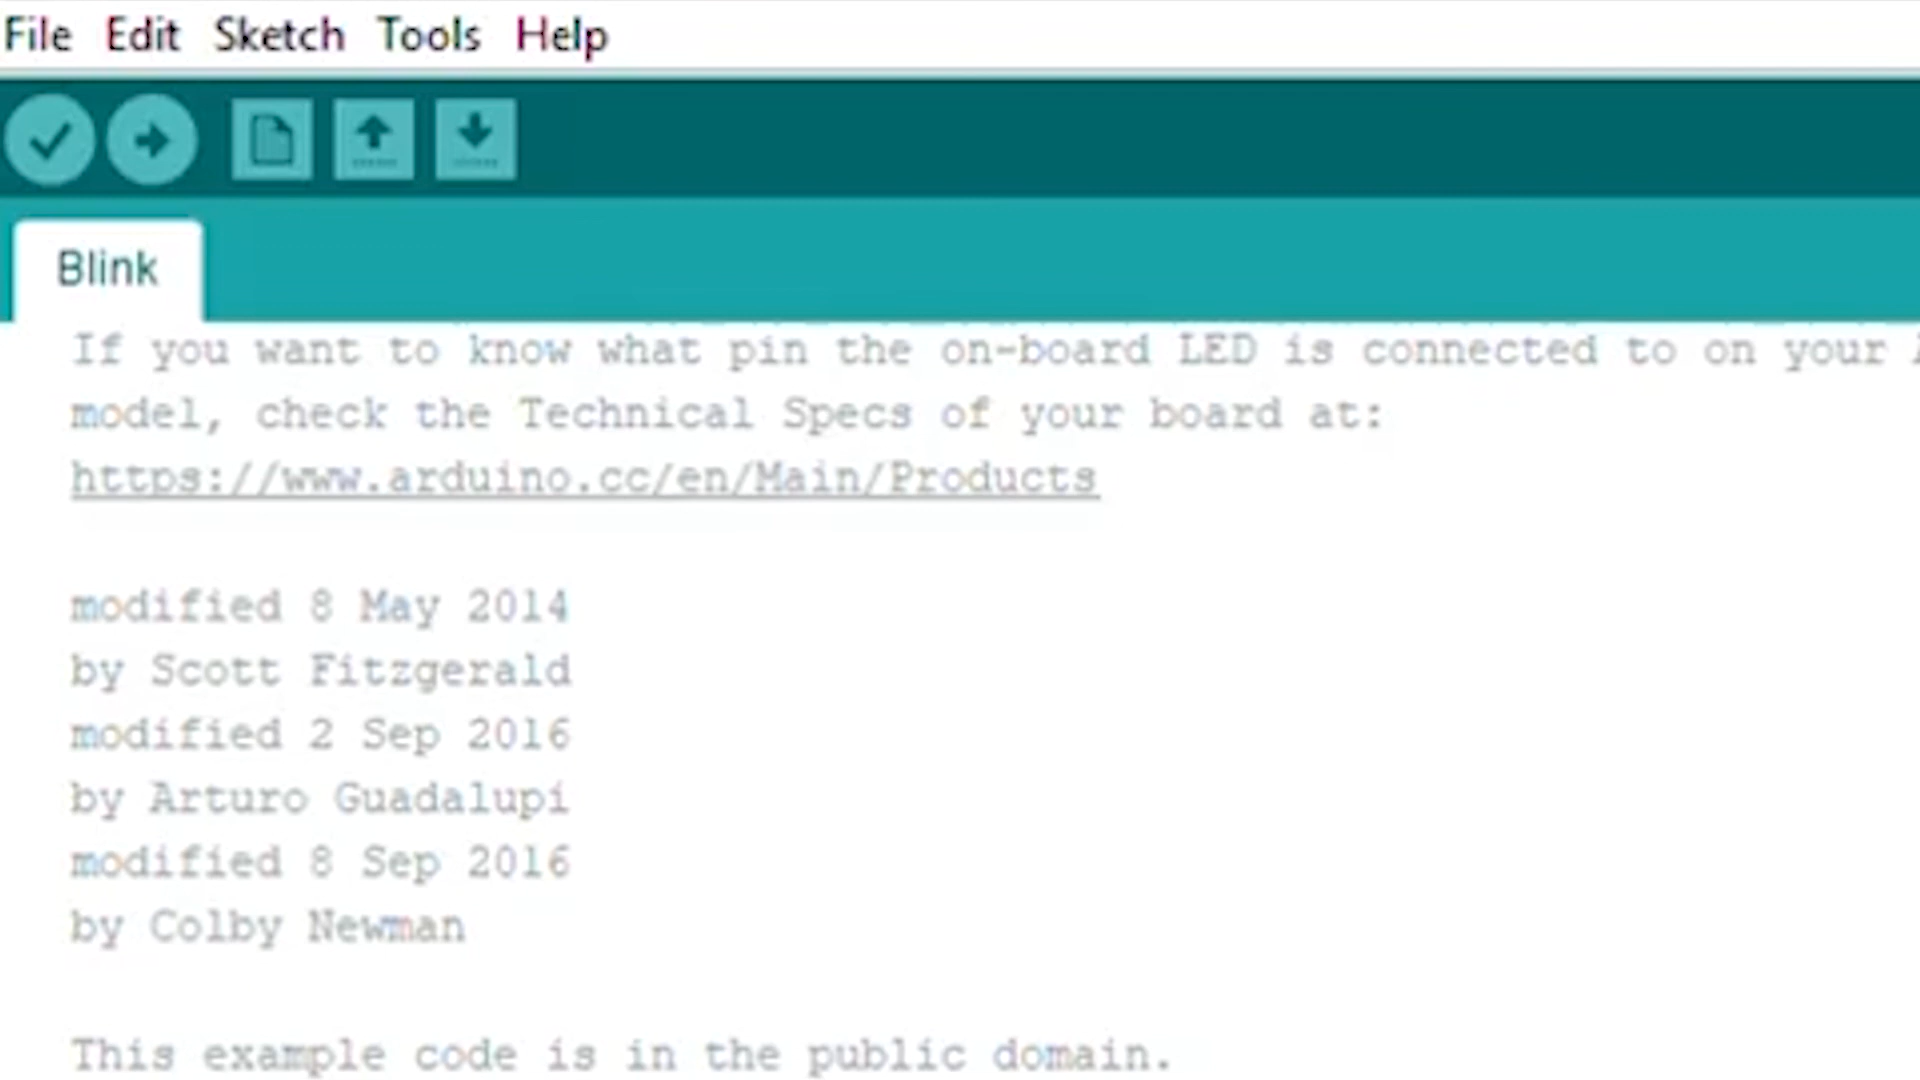 File Edit Sketch Tools Help
Blink
If you want to know what pin the on-board LED is connected to on your
model, check the Technical Specs of your board at:
https://www.arduino.cc/en/Main/Products
modified 8 May 2014
by Scott Fitzgerald
modified 2 Sep 2016
by Arturo Guadalupi
modified 8 Sep 2016
by Colby Newman
This example code is in the public domain.